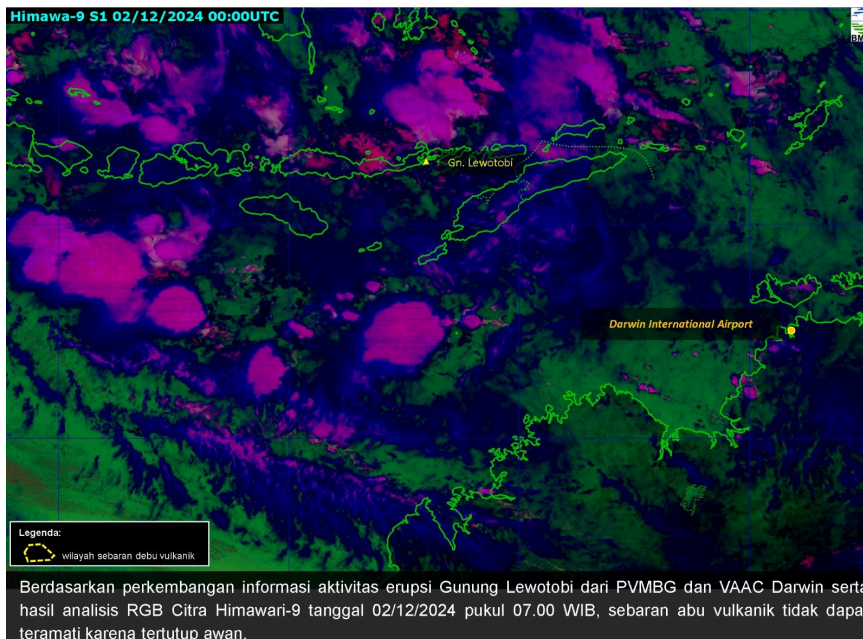 Himawa-9 S1 02/12/2024 00:00UTC
BM
Gn. Lewotobi
Darwin International Airport
Legenda:
wilayah sebaran debu vulkanik
Berdasarkan perkembangan informasi aktivitas erupsi Gunung Lewotobi dari PVMBG dan VAAC Darwin serta
hasil analisis RGB Citra Himawari-9 tanggal 02/12/2024 pukul 07.00 WIB, sebaran abu vulkanik tidak dapa
teramati karena tertutup awan.